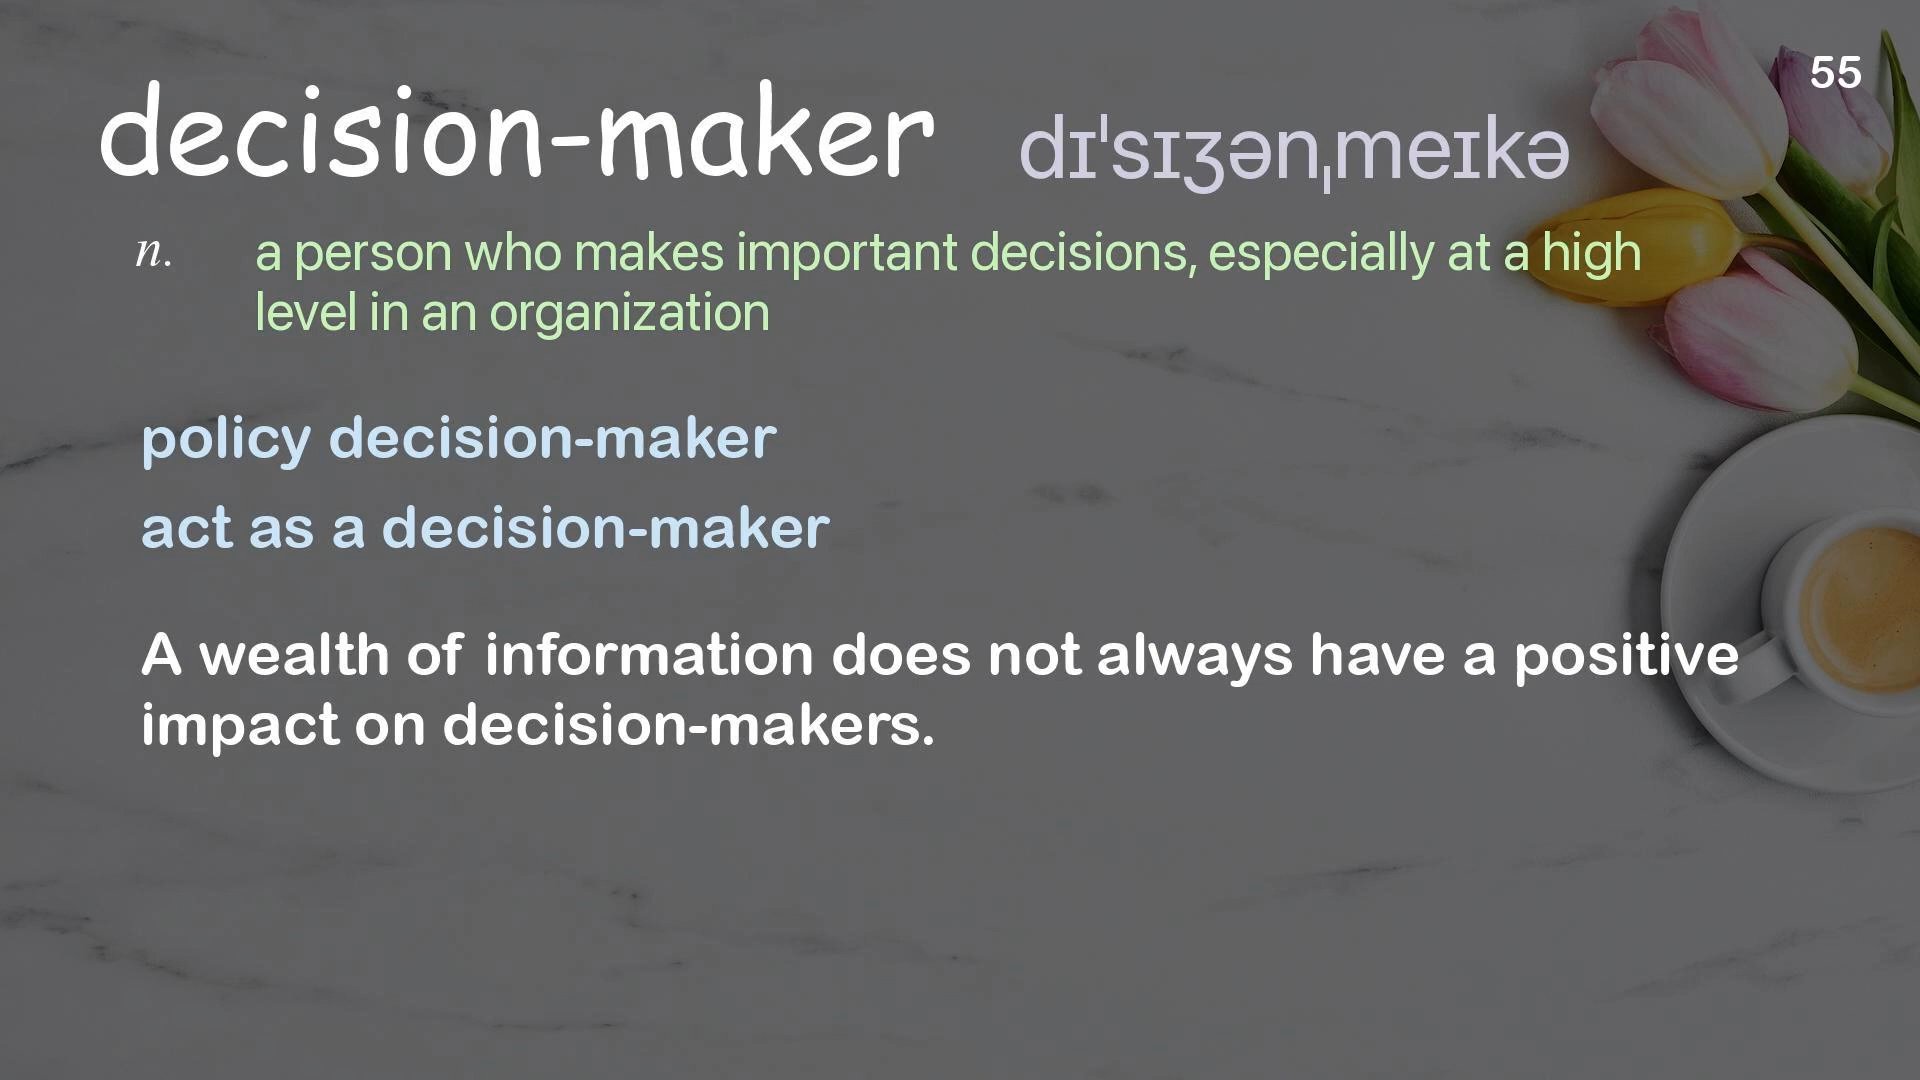 55
decision-maker dɪˈsɪʒənˌmeɪkə
n. a person who makes important decisions, especially at a high
level in an organization
policy decision-maker
act as a decision-maker
A wealth of information does not always have a positive
impact on decision-makers.